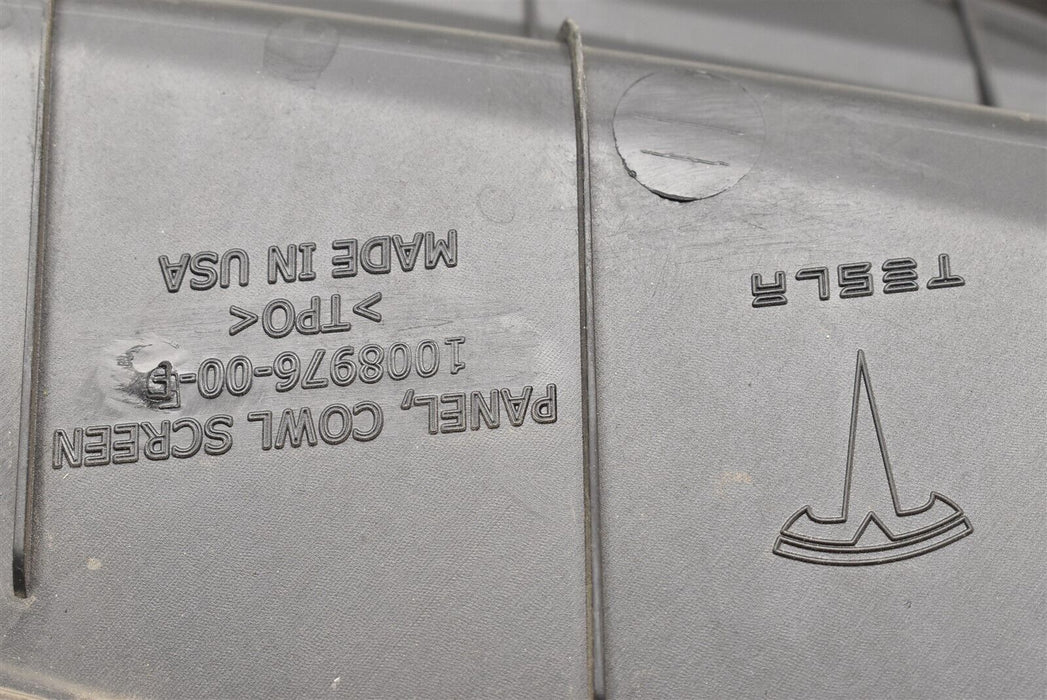 PANEL, COWL SCREEN
1008976-00-E
>TPO<
MADE IN USA
TESLA